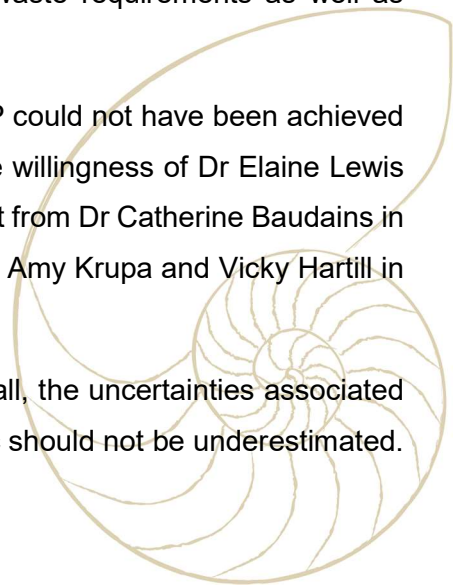 waste requirements as well as
could not have been achieved
willingness of Dr Elaine Lewis
from Dr Catherine Baudains in
Amy Krupa and Vicky Hartill in
all, the uncertainties associated
should not be underestimated.